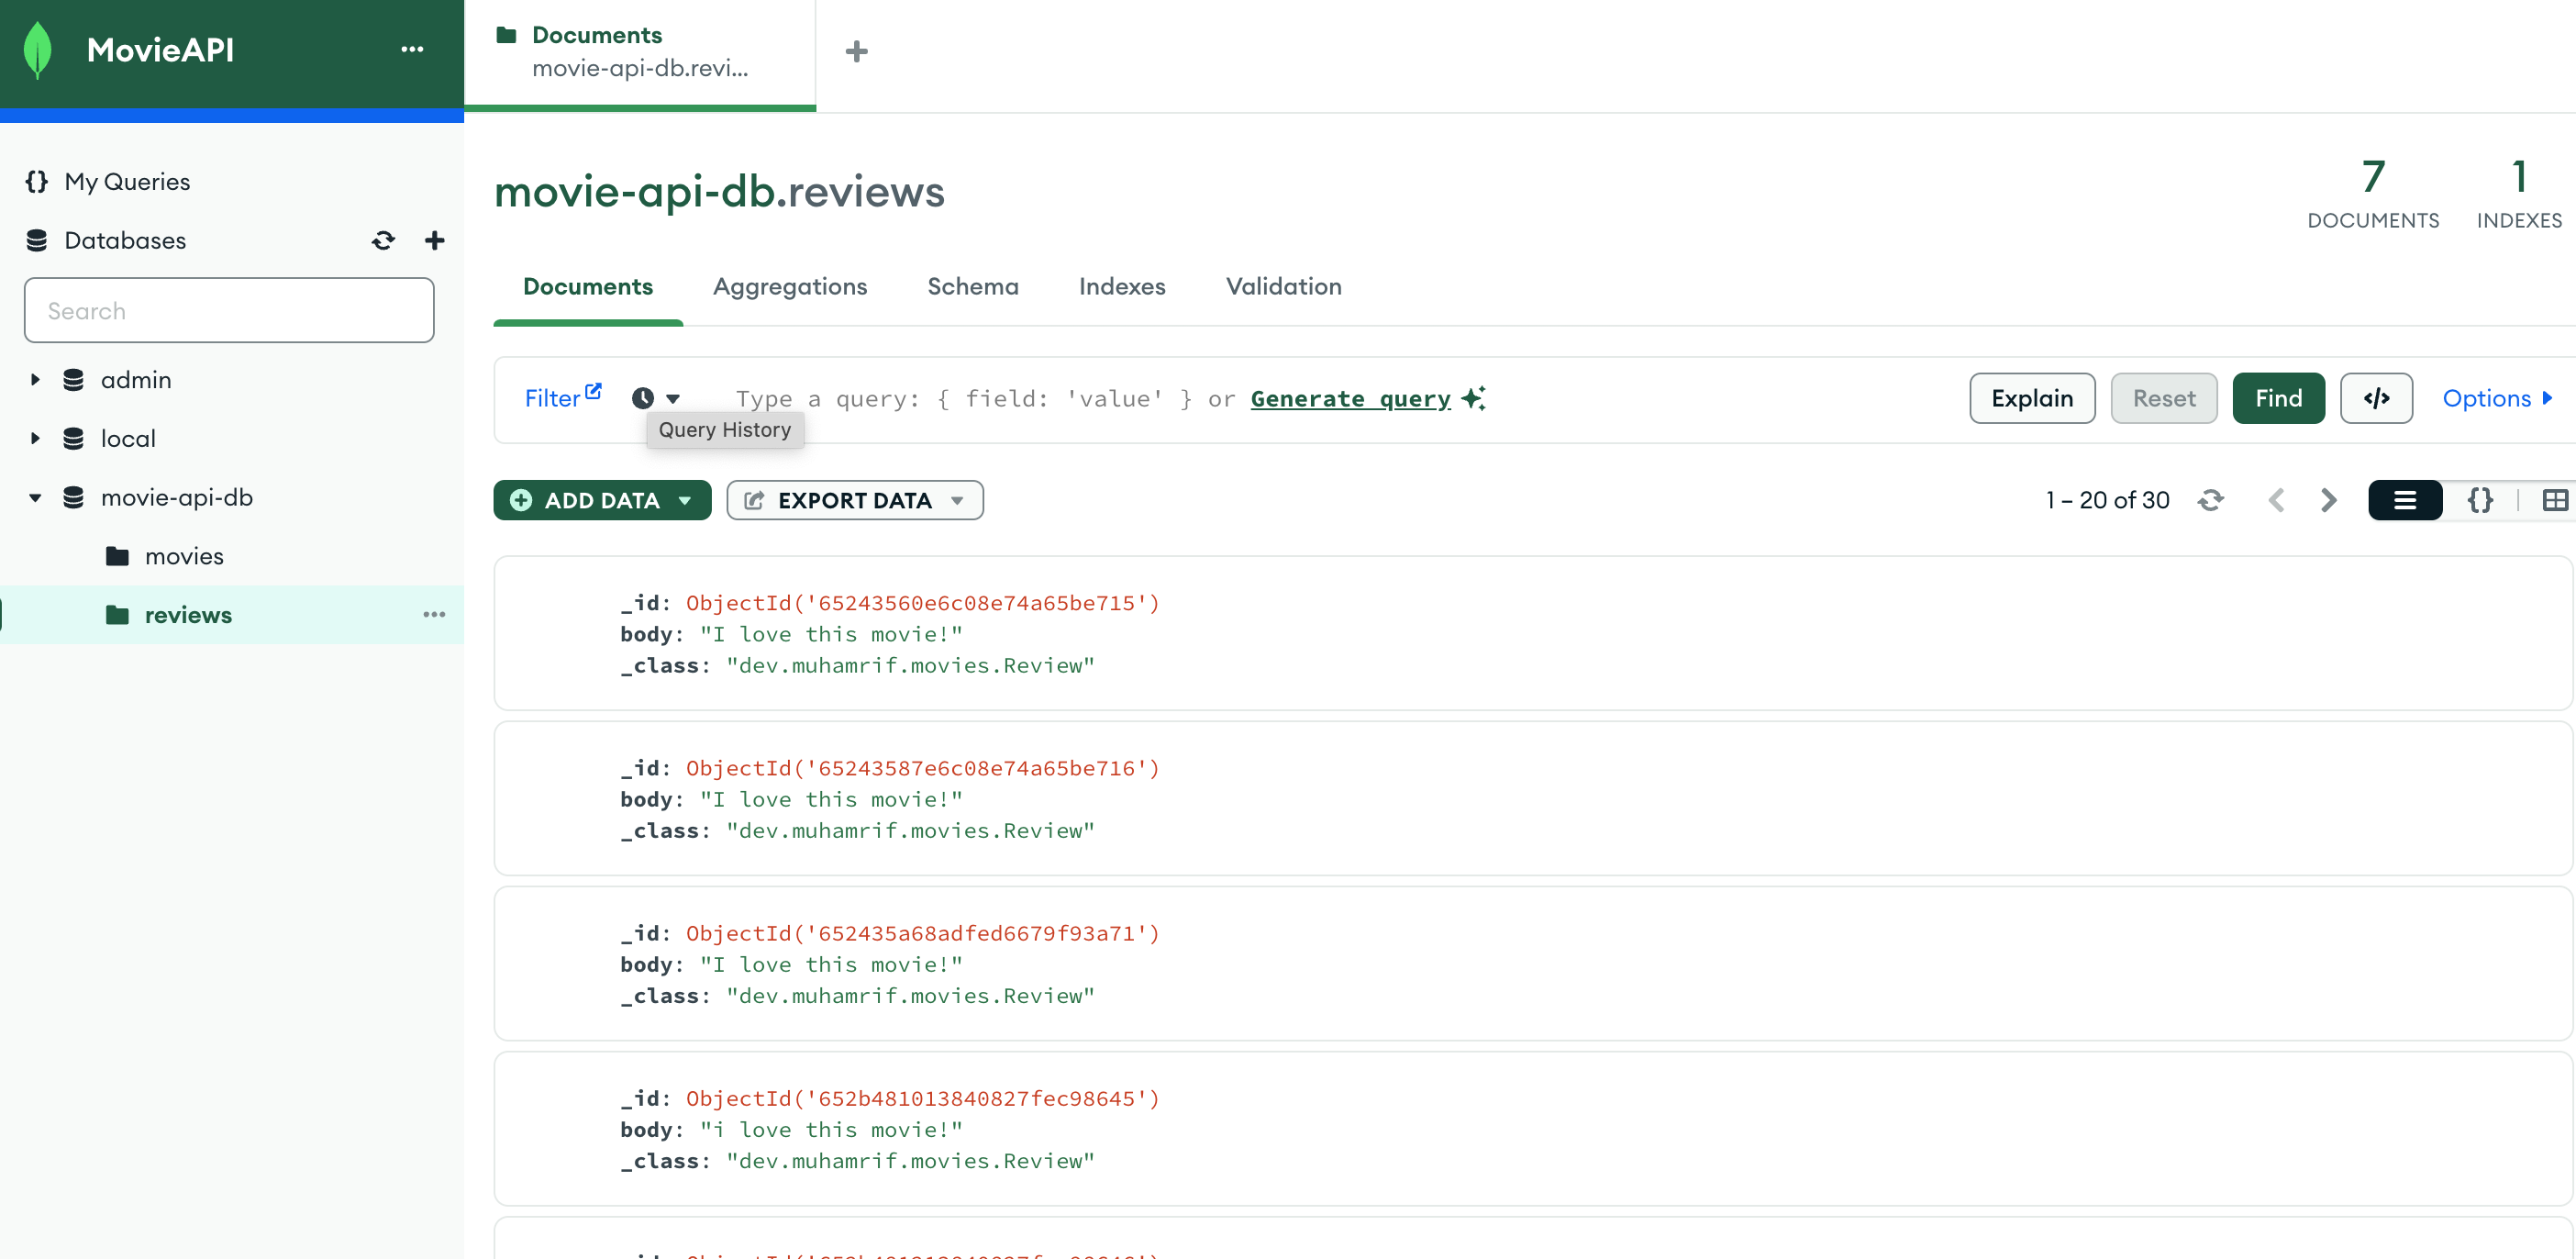 MovieAPI
Documents
movie-api-db.revi...
My Queries
Databases
Search
admin
local
movie-api-db
movies
reviews
movie-api-db.reviews
7
DOCUMENTS
1
INDEXES
Documents Aggregations Schema Indexes Validation
Filter Type a query: { field: 'value' } or Generate query Explain Reset Find </> Options
Query History
ADD DATA EXPORT DATA 1 – 20 of 30 {}
_id: ObjectId('65243560e6c08e74a65be715')
body: "I love this movie!"
_class: "dev.muhamrif.movies.Review"
_id: ObjectId('65243587e6c08e74a65be716')
body: "I love this movie!"
_class: "dev.muhamrif.movies.Review"
_id: ObjectId('652435a68adfed6679f93a71')
body: "I love this movie!"
_class: "dev.muhamrif.movies.Review"
_id: ObjectId('652b481013840827fec98645')
body: "i love this movie!"
_class: "dev.muhamrif.movies.Review"